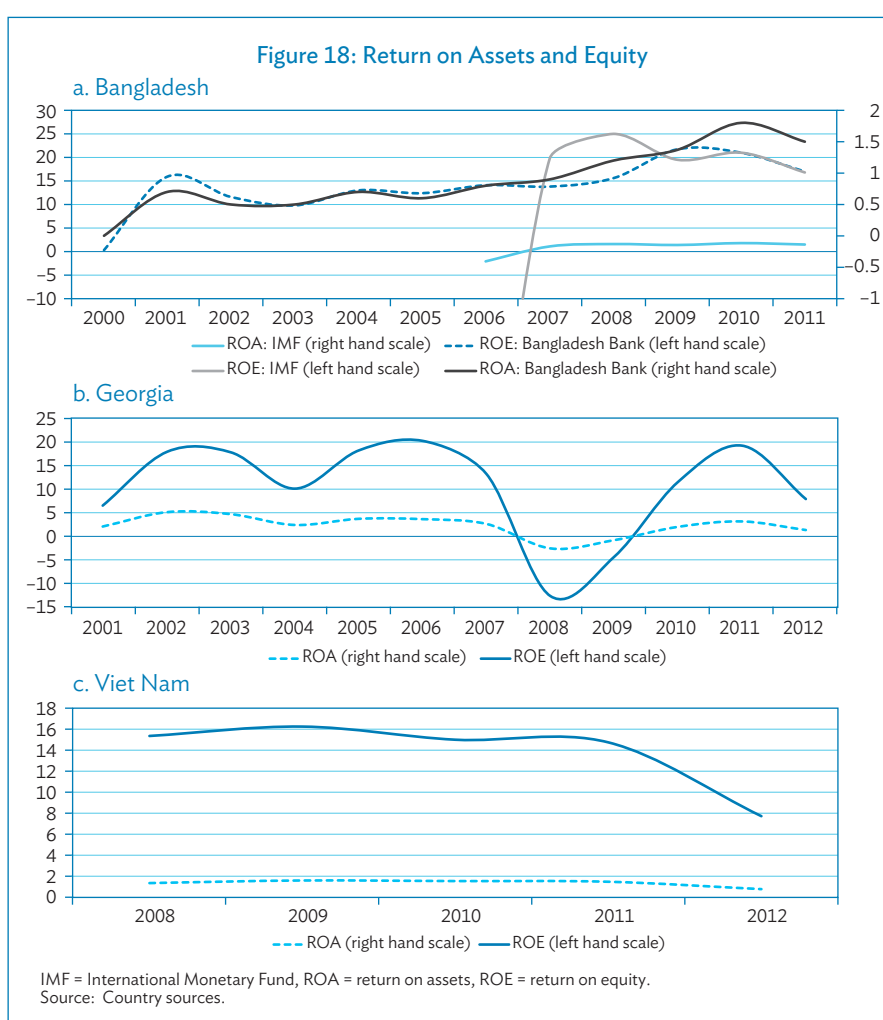 Figure 18: Return on Assets and Equity
a. Bangladesh
30
25
20
15
10
5
0
–5
–10
2
1.5
1
0.5
0
–0.5
–1
2000 2001 2002 2003 2004 2005 2006 2007 2008 2009 2010 2011
ROA: IMF (right hand scale) ROE: Bangladesh Bank (left hand scale)
ROE: IMF (left hand scale) ROA: Bangladesh Bank (right hand scale)
b. Georgia
25
20
15
10
5
0
–5
–10
–15
2001 2002 2003 2004 2005 2006 2007 2008 2009 2010 2011 2012
ROA (right hand scale) ROE (left hand scale)
c. Viet Nam
18
16
14
12
10
8
6
4
2
0
2008 2009 2010 2011 2012
ROA (right hand scale) ROE (left hand scale)
IMF = International Monetary Fund, ROA = return on assets, ROE = return on equity.
Source: Country sources.